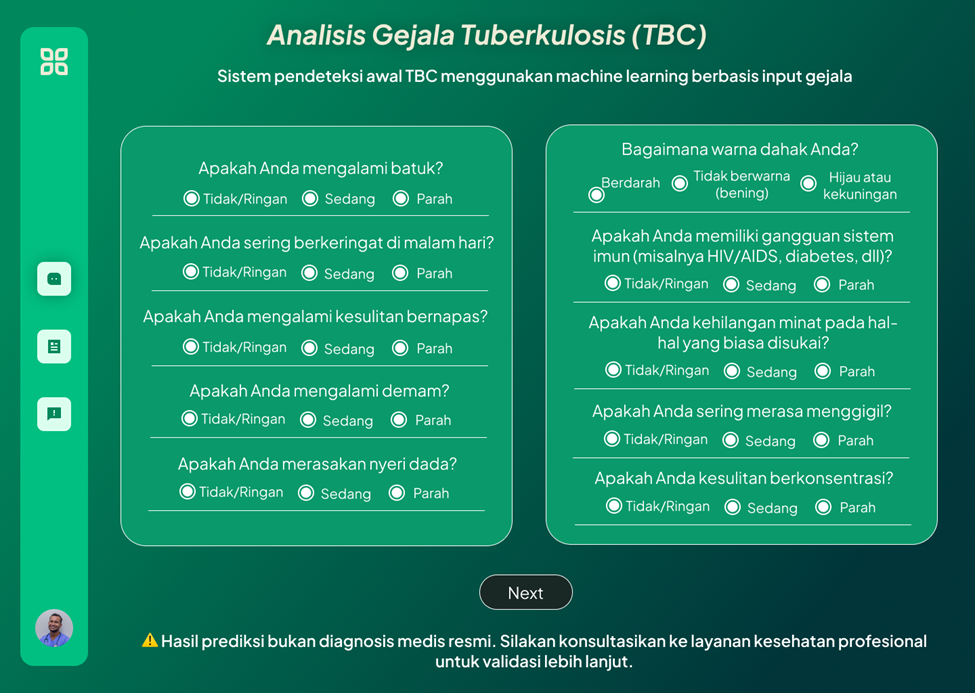 Analisis Gejala Tuberkulosis (TBC)
Sistem pendeteksi awal TBC menggunakan machine learning berbasis input gejala
Apakah Anda mengalami batuk?
Tidak/Ringan Sedang Parah
Apakah Anda sering berkeringat di malam hari?
Tidak/Ringan Sedang Parah
Apakah Anda mengalami kesulitan bernapas?
Tidak/Ringan Sedang Parah
Apakah Anda mengalami demam?
Tidak/Ringan Sedang Parah
Apakah Anda merasakan nyeri dada?
Tidak/Ringan Sedang Parah
Bagaimana warna dahak Anda?
Berdarah
Tidak berwarna
(bening)
Hijau atau
kekuningan
Apakah Anda memiliki gangguan sistem
imun (misalnya HIV/AIDS, diabetes, dll)?
Tidak/Ringan Sedang Parah
Apakah Anda kehilangan minat pada hal-
hal yang biasa disukai?
Tidak/Ringan Sedang Parah
Apakah Anda sering merasa menggigil?
Tidak/Ringan Sedang Parah
Apakah Anda kesulitan berkonsentrasi?
Tidak/Ringan Sedang Parah
Next
⚠️ Hasil prediksi bukan diagnosis medis resmi. Silakan konsultasikan ke layanan kesehatan profesional
untuk validasi lebih lanjut.